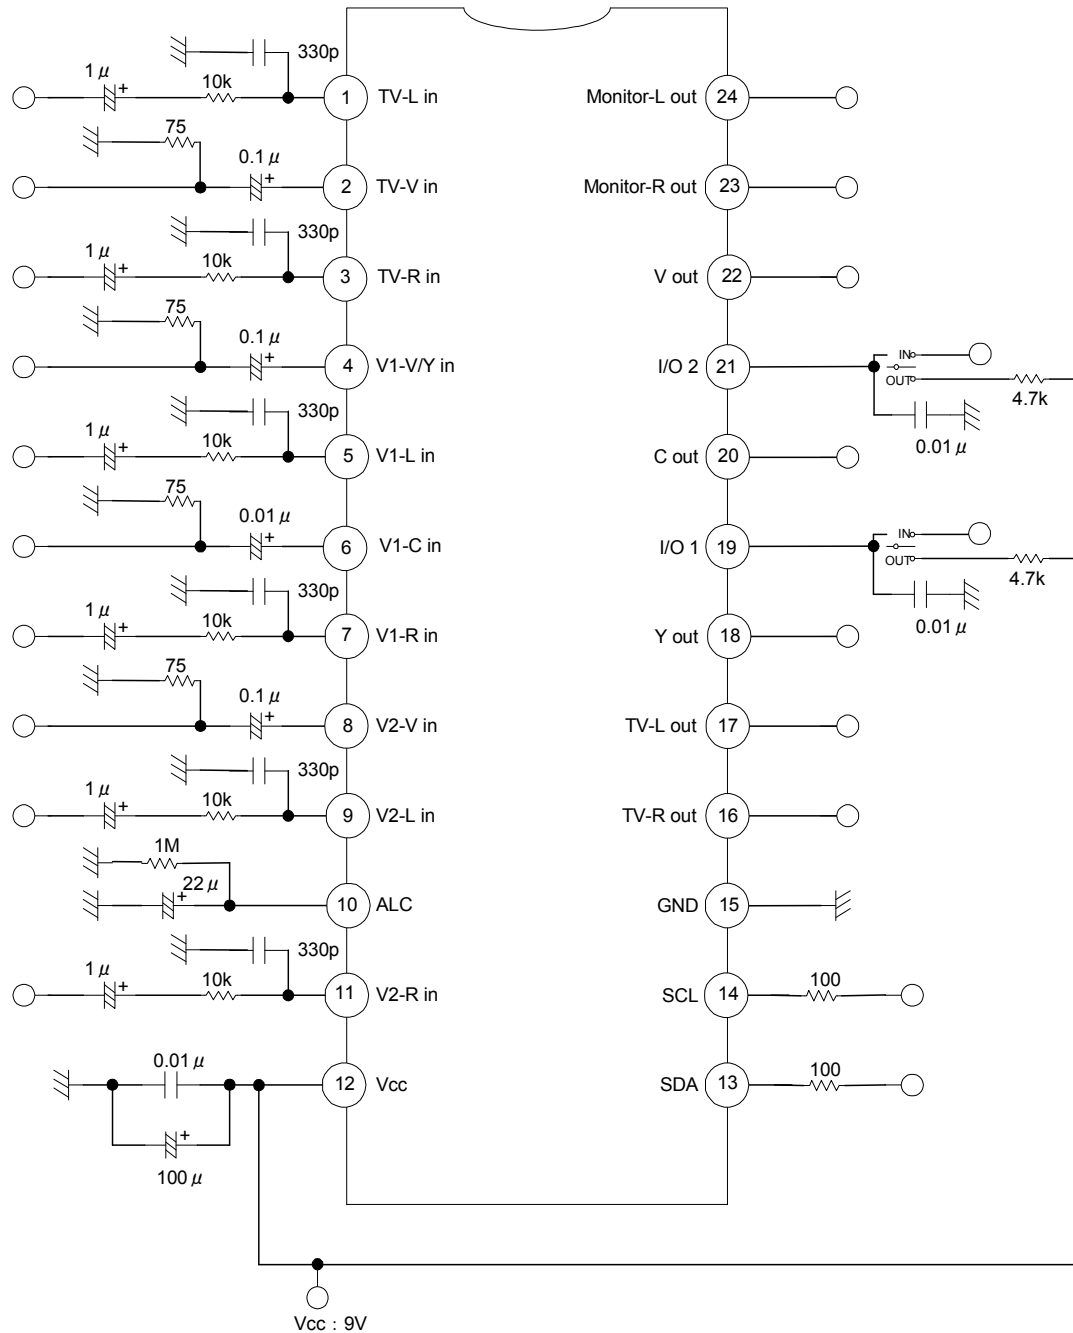 330p
1μ + 10k
1 TV-L in Monitor-L out 24
75
0.1μ +
2 TV-V in Monitor-R out 23
330p
1μ + 10k
3 TV-R in V out 22
75
0.1μ +
4 V1-V/Y in I/O 2 21
IN
OUT
4.7k
0.01μ
330p
1μ + 10k
5 V1-L in C out 20
75
0.01μ +
6 V1-C in I/O 1 19
IN
OUT
4.7k
0.01μ
330p
1μ + 10k
7 V1-R in Y out 18
75
0.1μ +
8 V2-V in TV-L out 17
330p
1μ + 10k
9 V2-L in TV-R out 16
1M
22μ +
10 ALC GND 15
330p
1μ + 10k
11 V2-R in SCL 14 100
0.01μ
12 Vcc SDA 13 100
+
100μ
Vcc : 9V